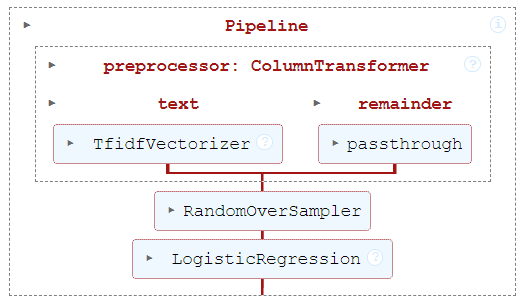 Pipeline
preprocessor: ColumnTransformer
text remainder
TfidfVectorizer passthrough
RandomOverSampler
LogisticRegression